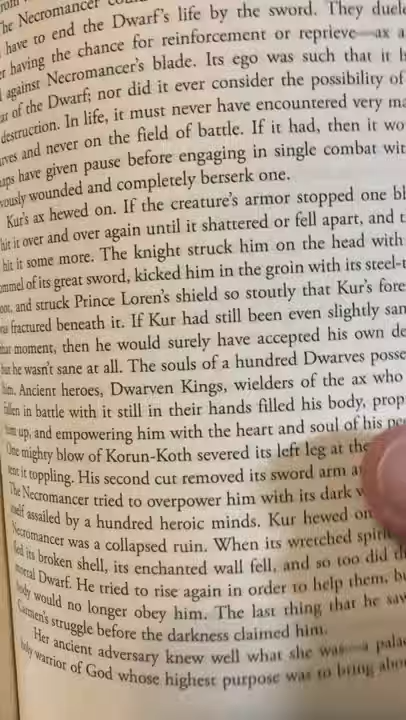 The Necromancer
have to end the Dwarf's life by the sword. They
having the chance for reinforcement or reprieve—ax
against Necromancer's blade. Its ego was such that it
of the Dwarf; nor did it ever consider the possibility of
destruction. In life, it must never have encountered very
and never on the field of battle. If it had, then it
have given pause before engaging in single combat
wounded and completely berserk one.
Kur's ax hewed on. If the creature's armor stopped one
hit it over and over again until it shattered or fell apart, and
hit it some more. The knight struck him on the head with
of its great sword, kicked him in the groin with its
and struck Prince Loren's shield so stoutly that Kur's
fractured beneath it. If Kur had still been even slightly
that moment, then he would surely have accepted his own
but he wasn't sane at all. The souls of a hundred Dwarves
him. Ancient heroes, Dwarven Kings, wielders of the ax who
fallen in battle with it still in their hands filled his body,
up, and empowering him with the heart and soul of his
One mighty blow of Korun-Koth severed its left leg at the
sent it toppling. His second cut removed its sword arm
The Necromancer tried to overpower him with its dark
assailed by a hundred heroic minds. Kur hewed on
Necromancer was a collapsed ruin. When its wretched
its broken shell, its enchanted wall fell, and so too did
mortal Dwarf. He tried to rise again in order to help them,
body would no longer obey him. The last thing that he
Carmen's struggle before the darkness claimed him.
Her ancient adversary knew well what she was—a
holy warrior of God whose highest purpose was to bring